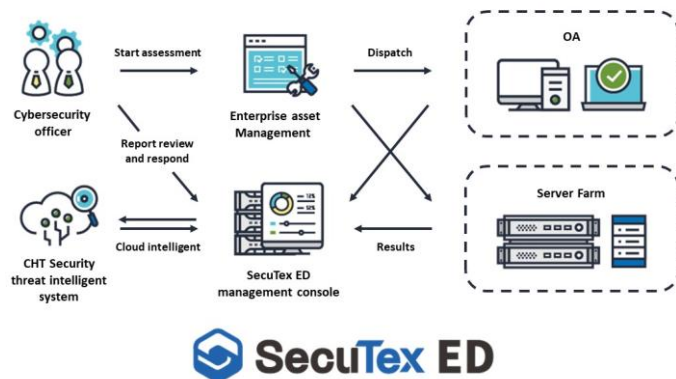 Start assessment
Dispatch
OA
Cybersecurity
officer
Enterprise asset
Management
Report review
and respond
Server Farm
Cloud intelligent
Results
CHT Security
threat intelligent
system
SecuTex ED
management console
SecuTex ED